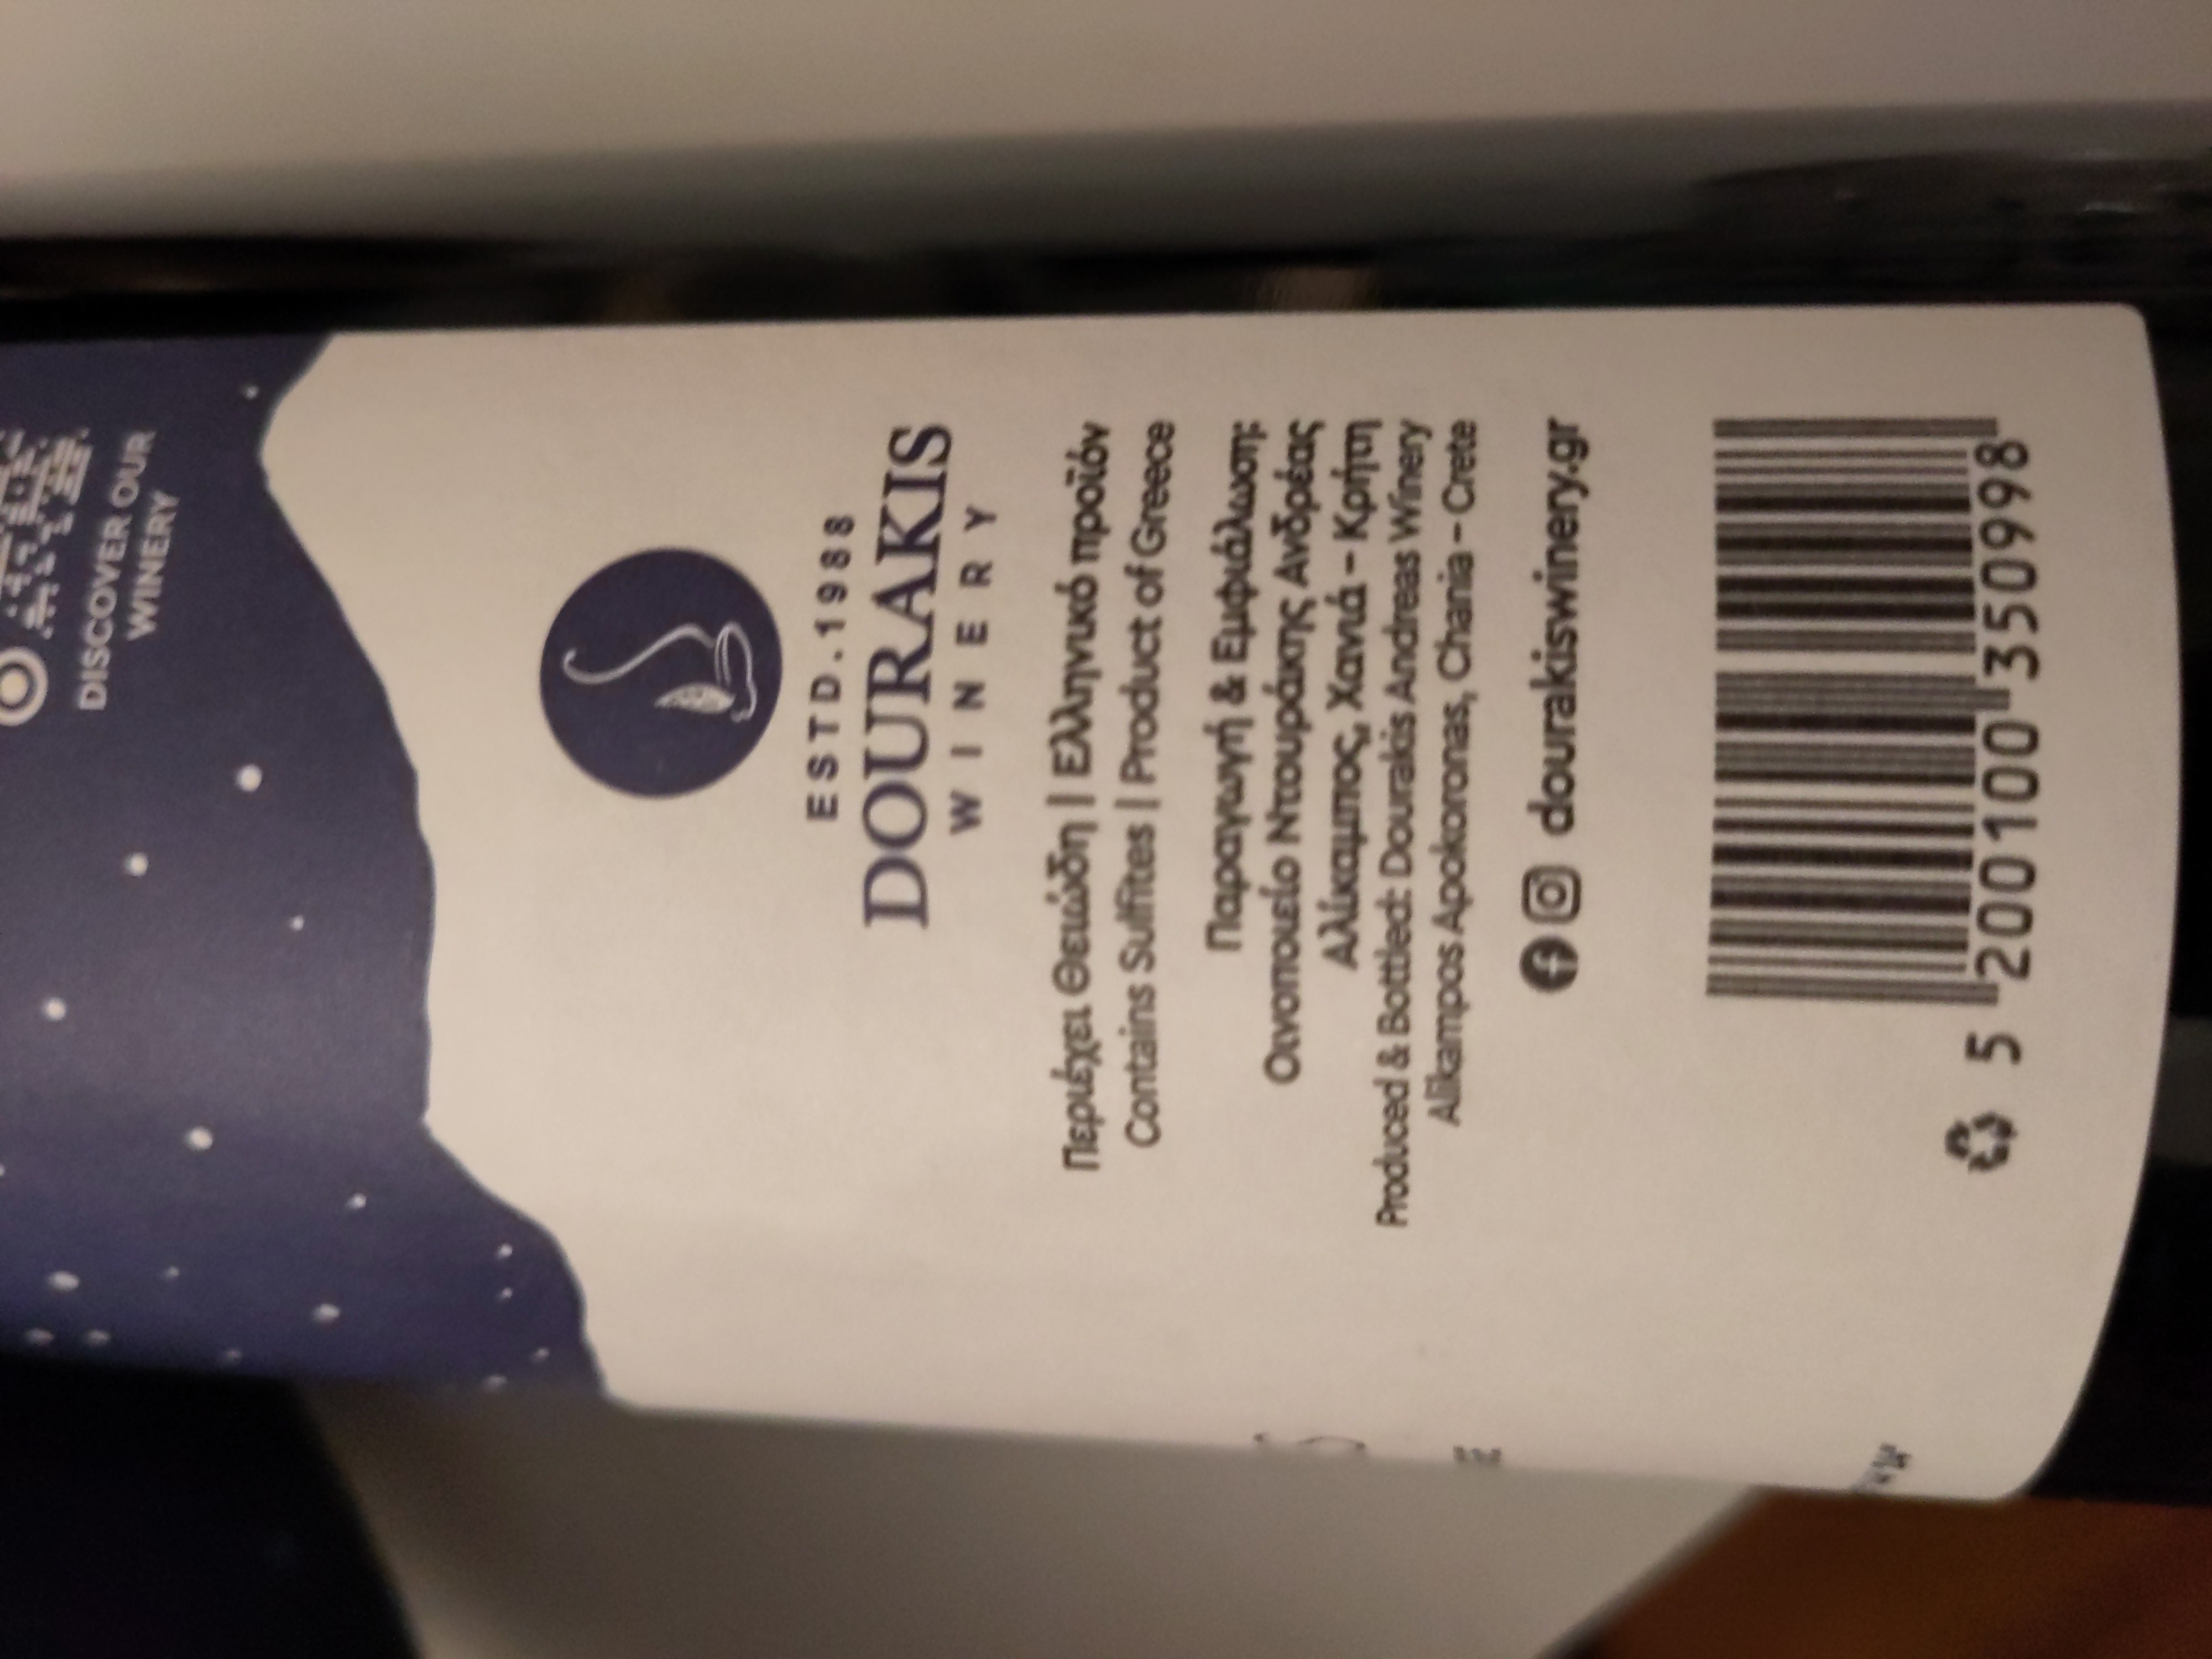 DISCOVER OUR
WINERY
ESTD.1988
DOURAKIS
WINERY
Περιέχει Θειώδη | Ελληνικό προϊόν
Contains Sulfites | Product of Greece
Παραγωγή & Εμφιάλωση:
Οινοποιείο Ντουράκης Ανδρέας
Αλίκαμπος, Χανιά - Κρήτη
Produced & Bottled: Dourakis Andreas Winery
Alikampos Apokoronas, Chania - Crete
dourakiswinery.gr
5 200100 350998